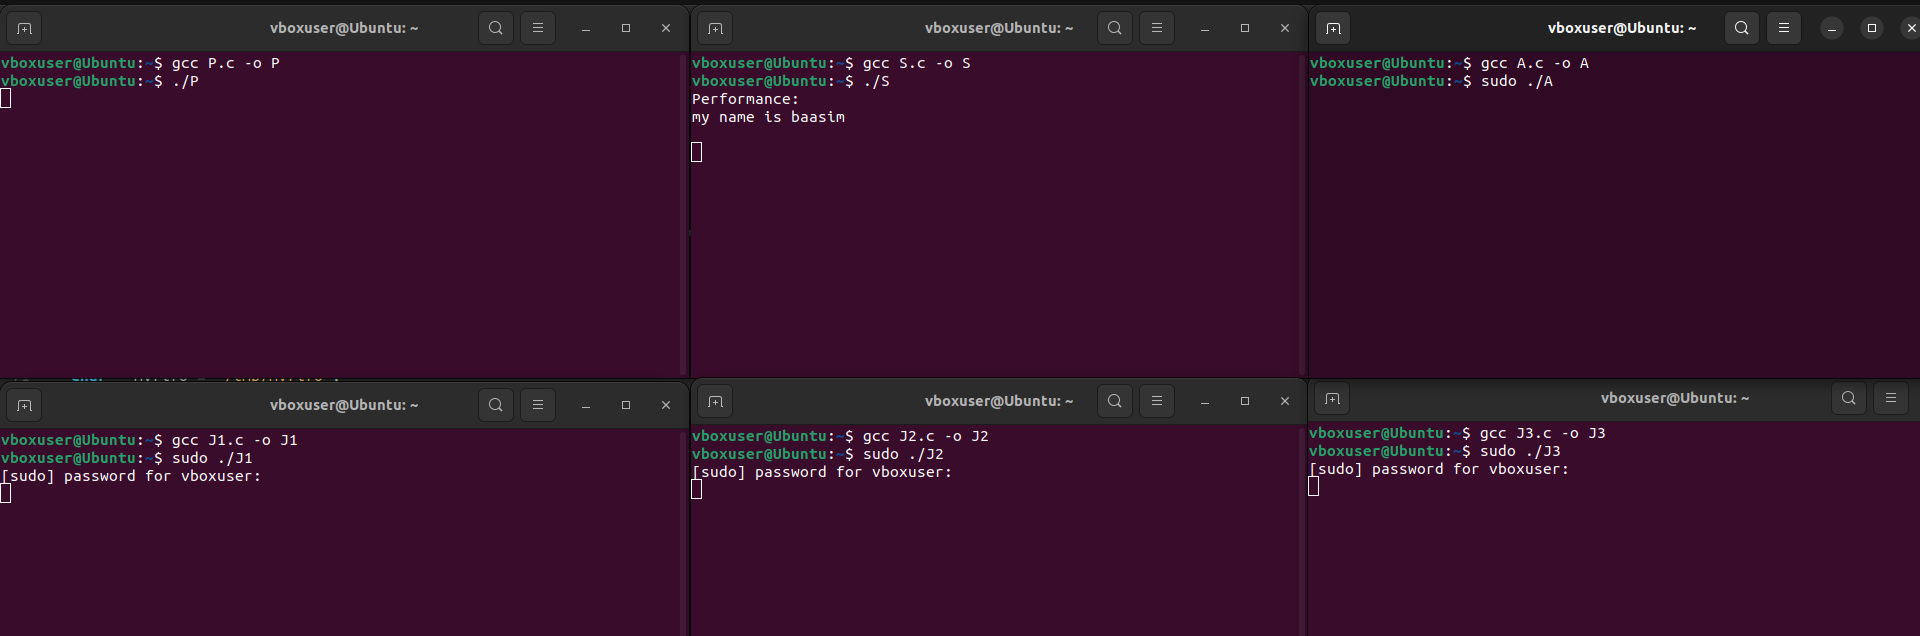 vboxuser@Ubuntu: ~
vboxuser@Ubuntu:~$ gcc P.c -o P
vboxuser@Ubuntu:~$ ./P
vboxuser@Ubuntu: ~
vboxuser@Ubuntu:~$ gcc S.c -o S
vboxuser@Ubuntu:~$ ./S
Performance:
my name is baasim
vboxuser@Ubuntu: ~
vboxuser@Ubuntu:~$ gcc A.c -o A
vboxuser@Ubuntu:~$ sudo ./A
vboxuser@Ubuntu: ~
vboxuser@Ubuntu:~$ gcc J1.c -o J1
vboxuser@Ubuntu:~$ sudo ./J1
[sudo] password for vboxuser:
vboxuser@Ubuntu: ~
vboxuser@Ubuntu:~$ gcc J2.c -o J2
vboxuser@Ubuntu:~$ sudo ./J2
[sudo] password for vboxuser:
vboxuser@Ubuntu: ~
vboxuser@Ubuntu:~$ gcc J3.c -o J3
vboxuser@Ubuntu:~$ sudo ./J3
[sudo] password for vboxuser: